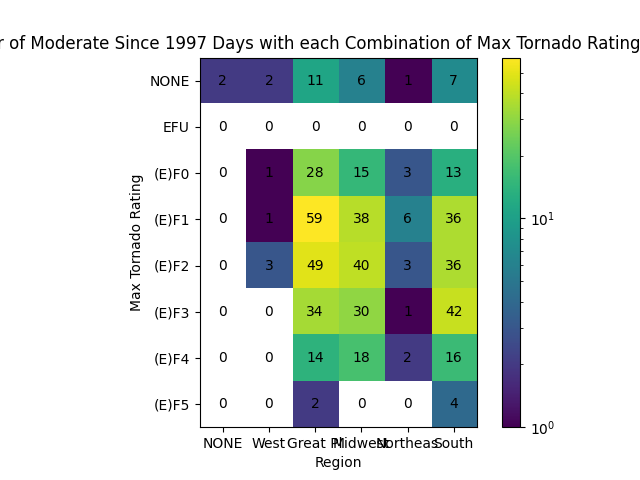 r of Moderate Since 1997 Days with each Combination of Max Tornado Rating
NONE 2 2 11 6 1 7
EFU 0 0 0 0 0 0
(E)F0 0 1 28 15 3 13
(E)F1 0 1 59 38 6 36
(E)F2 0 3 49 40 3 36
(E)F3 0 0 34 30 1 42
(E)F4 0 0 14 18 2 16
(E)F5 0 0 2 0 0 4
NONE West Great Midwest Northeas South
Region
Max Tornado Rating
10¹
10⁰